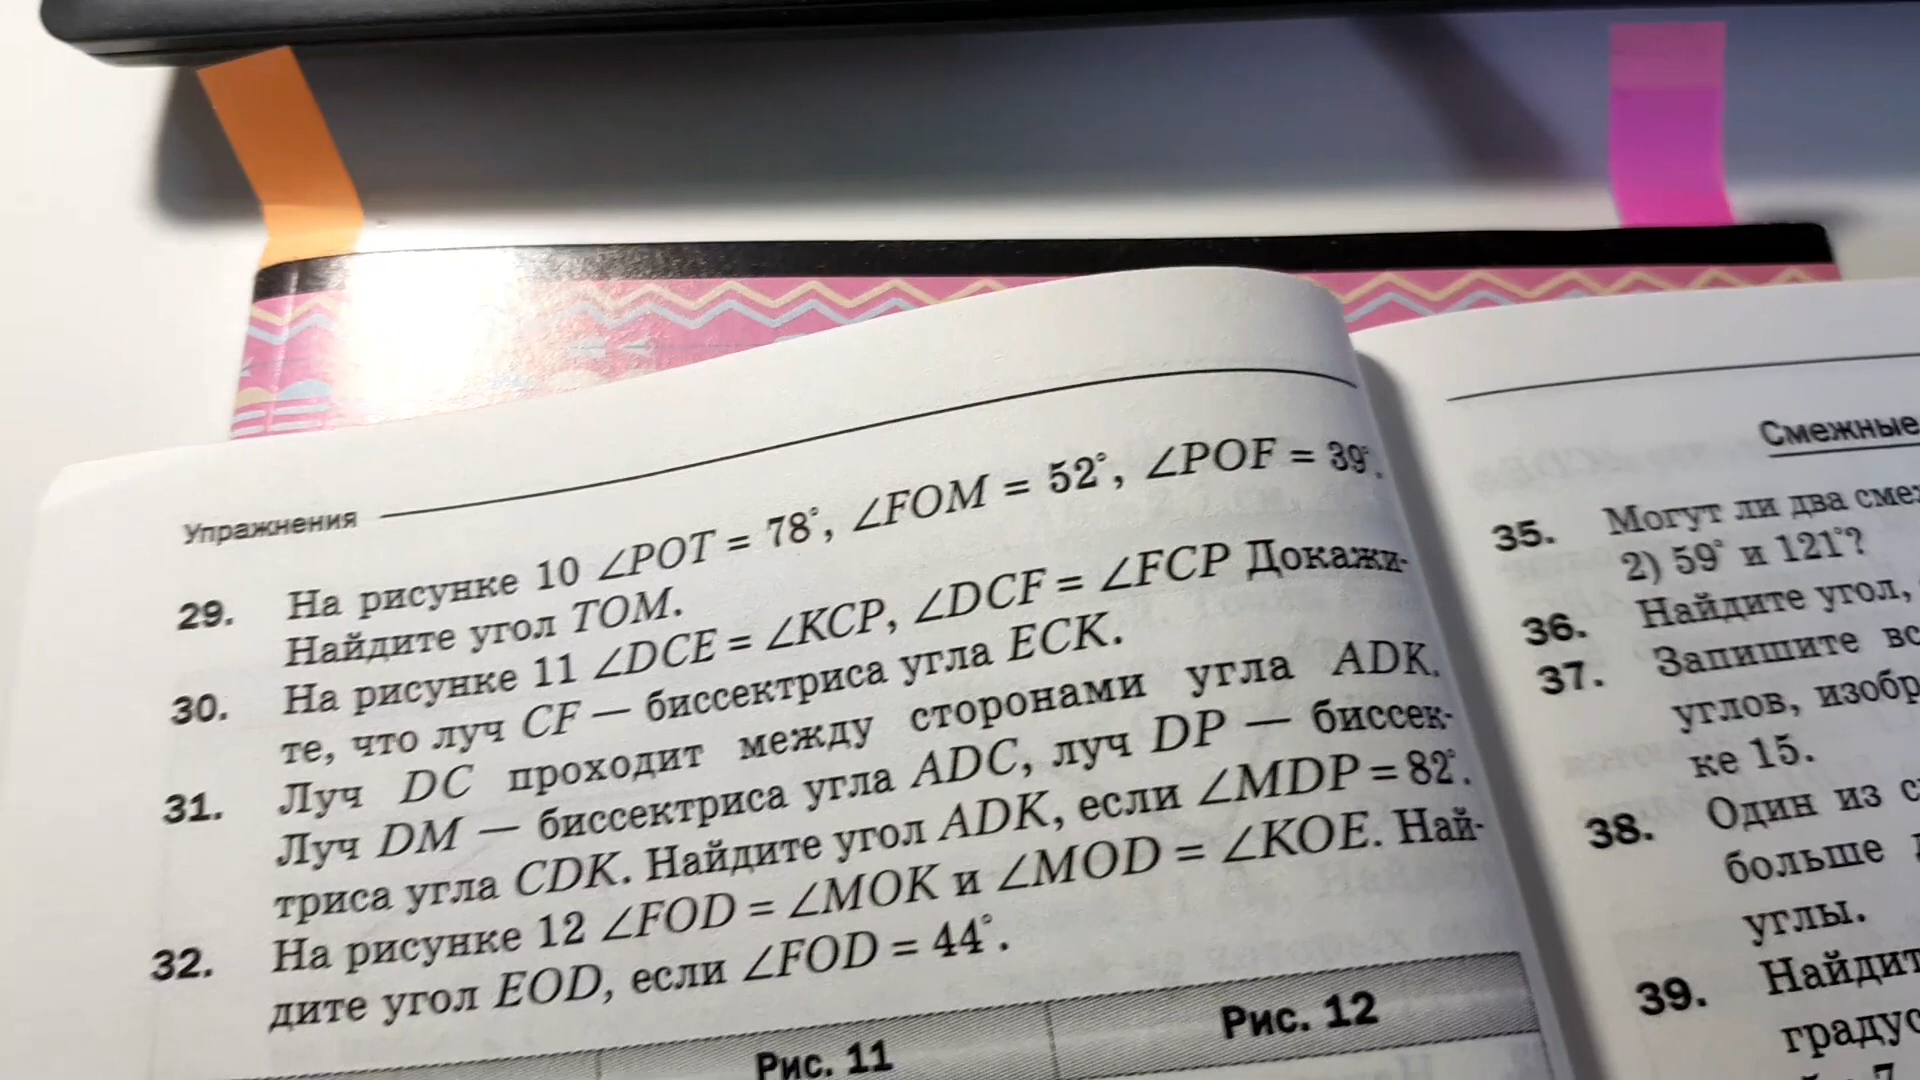 Упражнения
29. На рисунке 10 ∠POT = 78°, ∠FOM = 52°, ∠POF = 39°.
Найдите угол TOM.
30. На рисунке 11 ∠DCE = ∠KCP, ∠DCF = ∠FCP Докажи-
те, что луч CF — биссектриса угла ECK.
31. Луч DC проходит между сторонами угла ADK.
Луч DM — биссектриса угла ADC, луч DP — биссек-
триса угла CDK. Найдите угол ADK, если ∠MDP = 82°.
32. На рисунке 12 ∠FOD = ∠MOK и ∠MOD = ∠KOE. Най-
дите угол EOD, если ∠FOD = 44°.
Рис. 11
Рис. 12
Смежные
35. Могут ли два
2) 59° и 121°?
36. Найдите угол,
37. Запишите
углов,
ке 15.
38. Один из
больше
углы.
39.